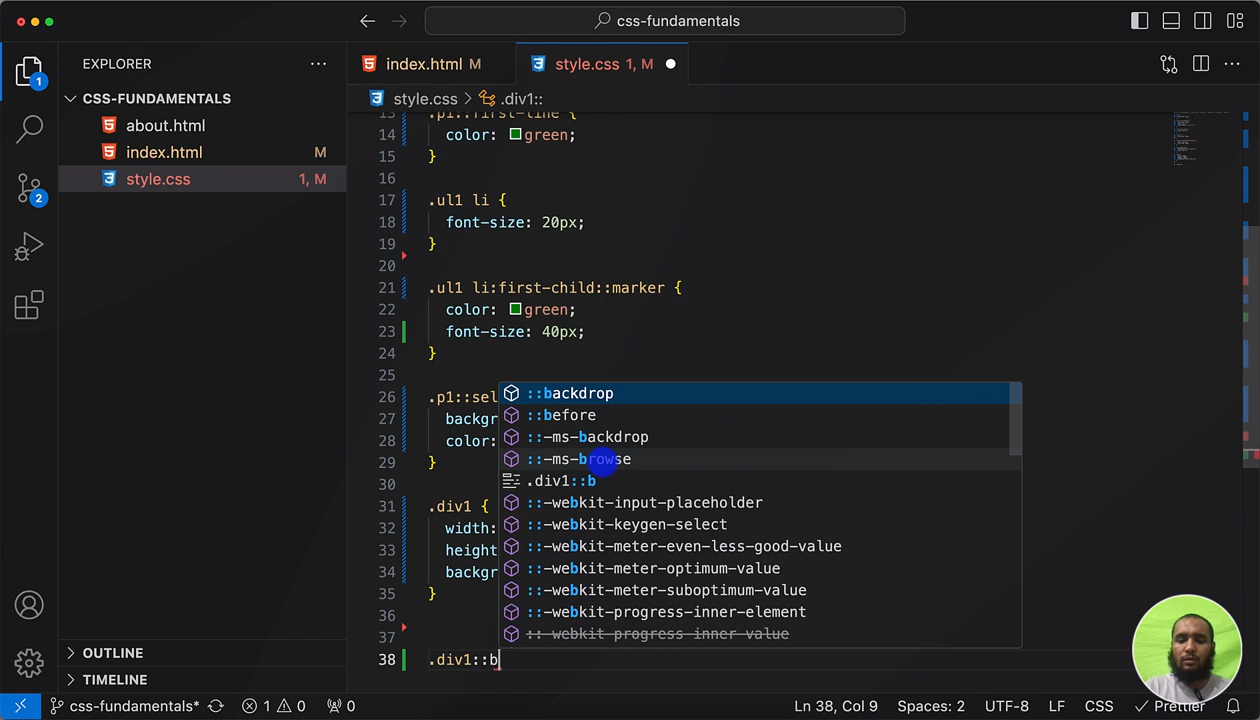 css-fundamentals
EXPLORER
index.html M
style.css 1, M
CSS-FUNDAMENTALS
style.css > .div1::
about.html
index.html M
style.css 1, M
1
2
13 .p1::first-line {
14 color: green;
15 }
16
17 .ul1 li {
18 font-size: 20px;
19 }
20
21 .ul1 li:first-child::marker {
22 color: green;
23 font-size: 40px;
24 }
25
26 .p1::sel
27 backgr
28 color:
29 }
30
31 .div1 {
32 width:
33 height
34 backgr
35 }
36
37
38 .div1::b
::backdrop
::before
::-ms-backdrop
::-ms-browse
.div1::b
::-webkit-input-placeholder
::-webkit-keygen-select
::-webkit-meter-even-less-good-value
::-webkit-meter-optimum-value
::-webkit-meter-suboptimum-value
::-webkit-progress-inner-element
::-webkit-progress-inner-value
OUTLINE
TIMELINE
css-fundamentals* 1 0 0 Ln 38, Col 9 Spaces: 2 UTF-8 LF CSS Prettier